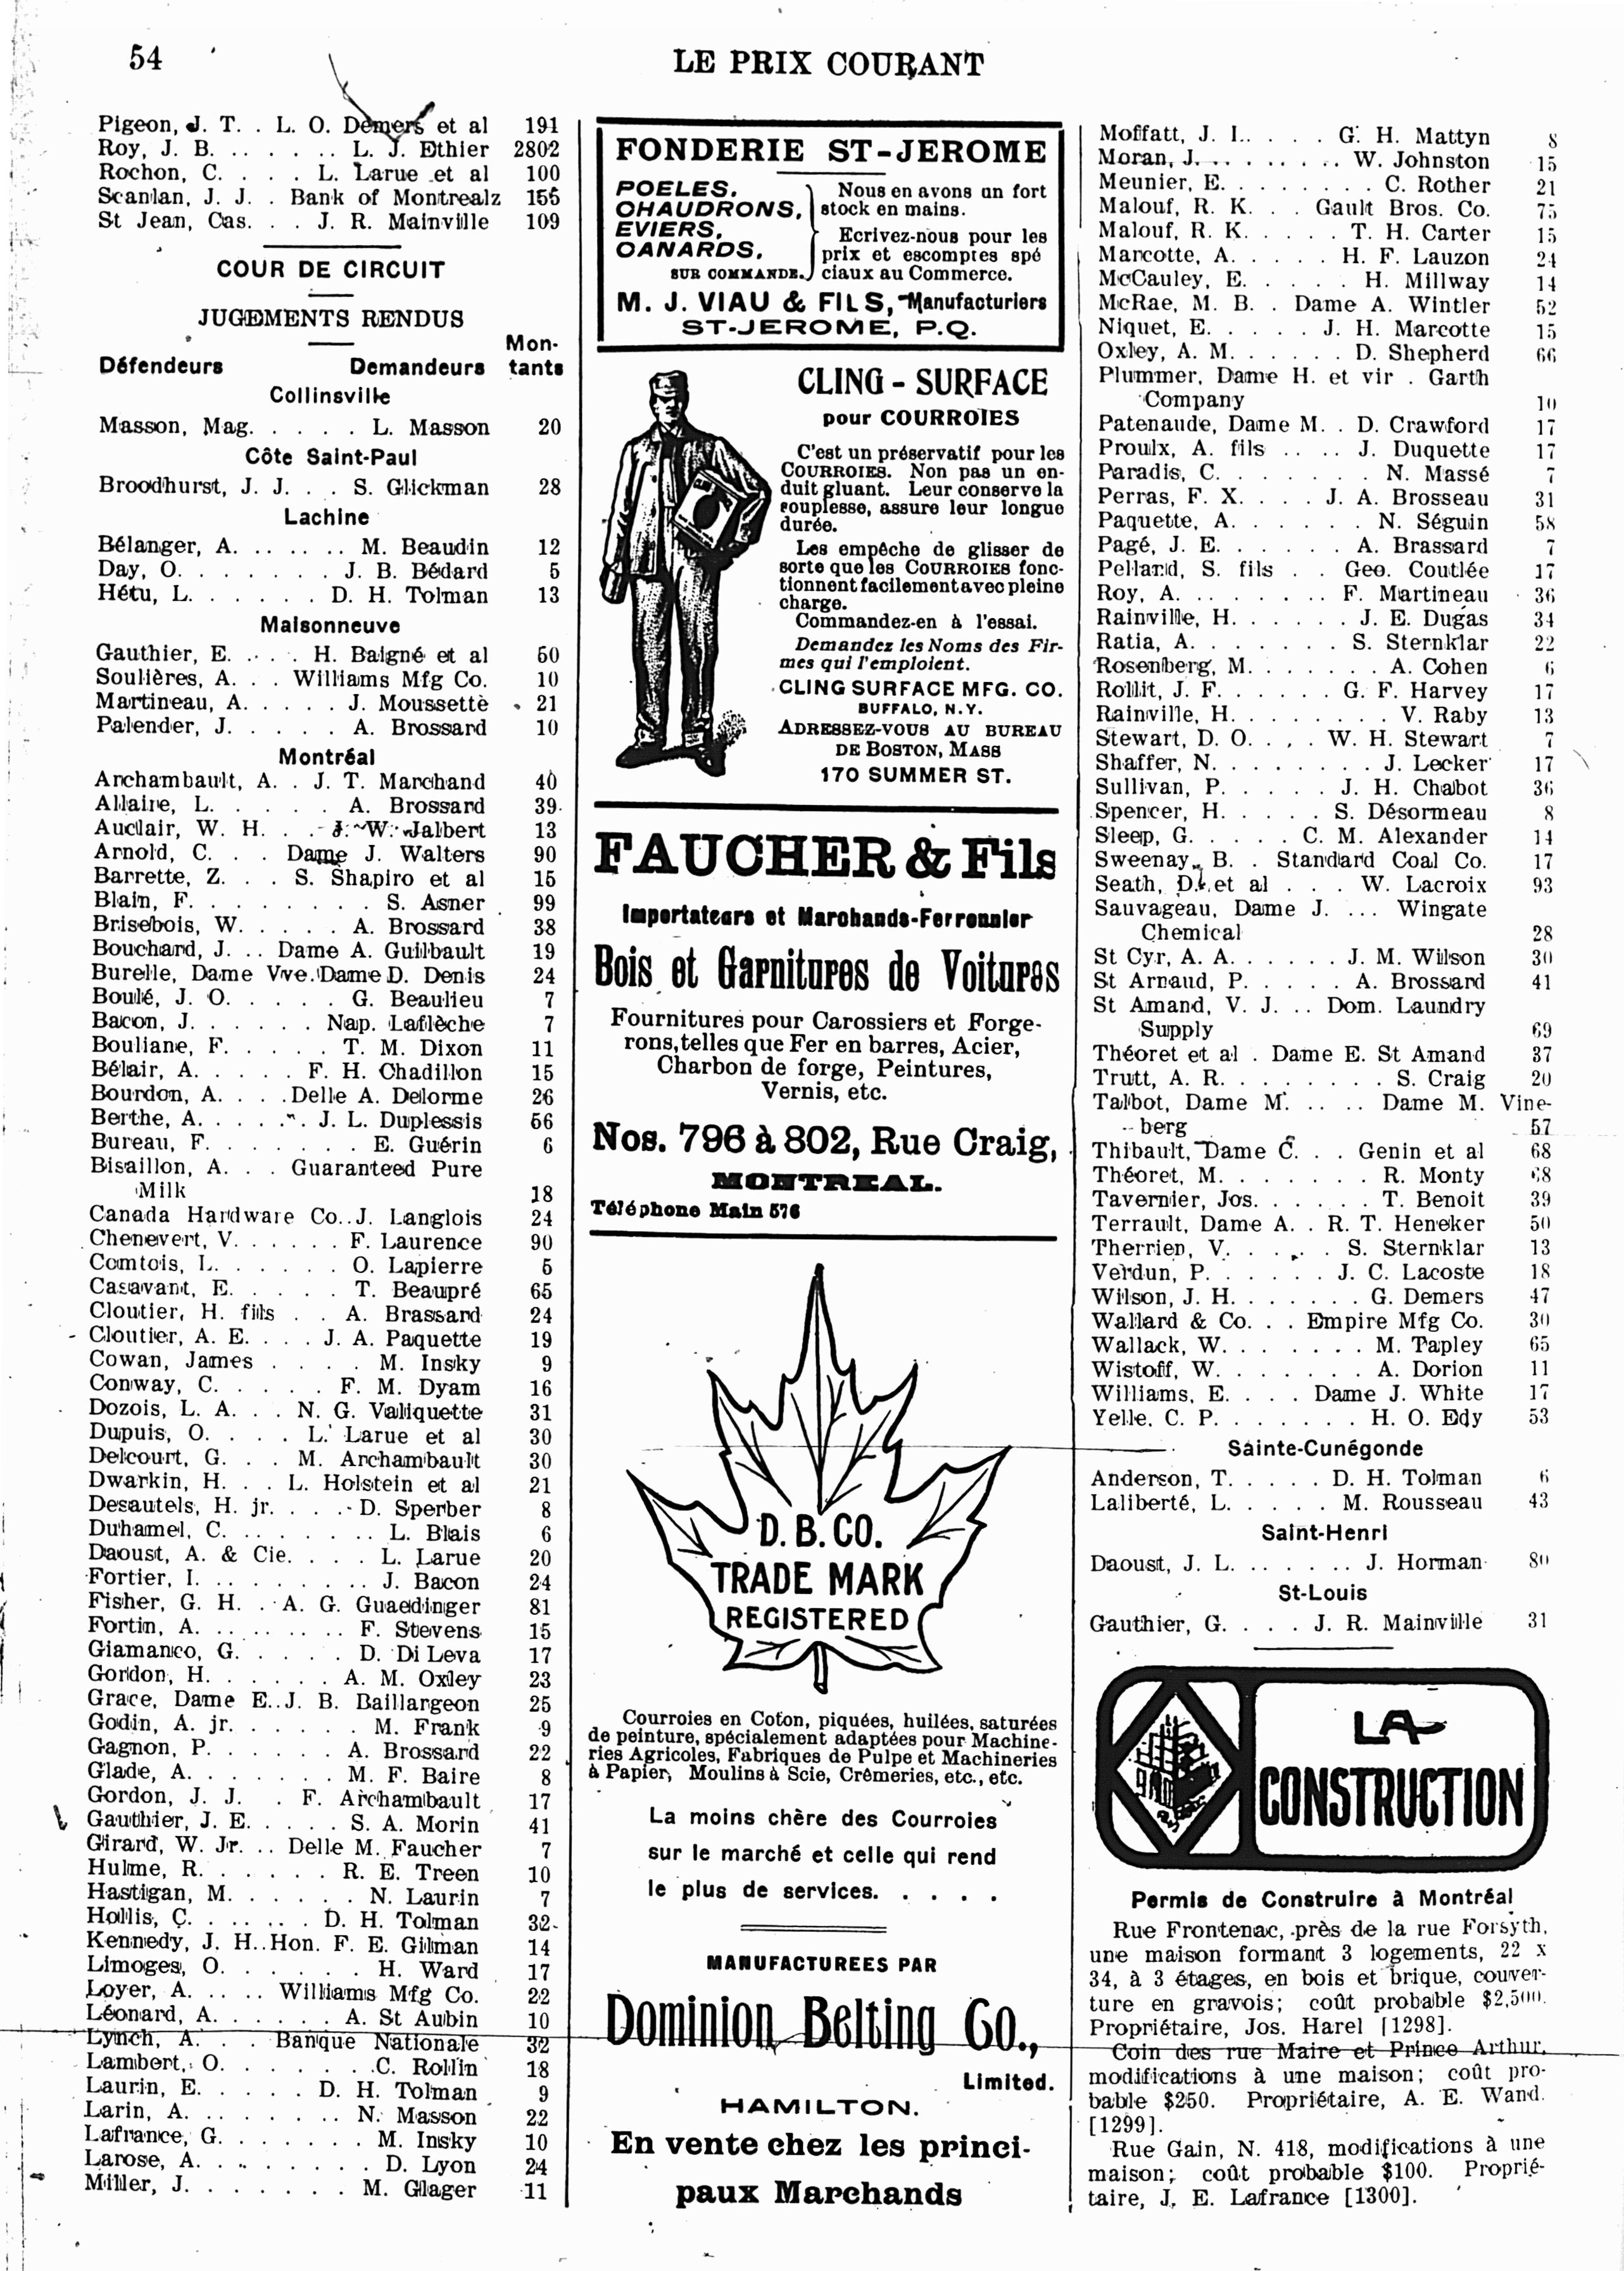 54
LE PRIX COURANT
Pigeon, J. T. . L. O. Demers et al 191
Roy, J. B. . . . . . . . L. J. Ethier 2802
Rochon, C. . . . . L. Larue et al 100
Scanlan, J. J. . Bank of Montrealz 155
St Jean, Cas. . . J. R. Mainville 109
COUR DE CIRCUIT
JUGEMENTS RENDUS
Mon-
Défendeurs Demandeurs tants
Collinsville
Masson, Mag. . . . . . L. Masson 20
Côte Saint-Paul
Broodhurst, J. J. . . S. Glickman 28
Lachine
Bélanger, A. . . . . . . M. Beaudin 12
Day, O. . . . . . . . J. B. Bédard 5
Hétu, L. . . . . . . D. H. Tolman 13
Maisonneuve
Gauthier, E. . . . . H. Baigné et al 50
Soulières, A. . . Williams Mfg Co. 10
Martineau, A. . . . . . J. Moussette 21
Palender, J. . . . . . A. Brossard 10
Montréal
Archambault, A. . J. T. Marchand 40
Allaire, L. . . . . . A. Brossard 39
Auclair, W. H. . . J. W. Jalbert 13
Arnold, C. . . Dame J. Walters 90
Barrette, Z. . . S. Shapiro et al 15
Blain, F. . . . . . . . . S. Asner 99
Brisebois, W. . . . . . A. Brossard 38
Bouchard, J. . . Dame A. Guilbault 19
Burelle, Dame Vve. Dame D. Denis 24
Boulé, J. O. . . . . . G. Beaulieu 7
Bacon, J. . . . . . . Nap. Laflèche 7
Bouliane, F. . . . . . T. M. Dixon 11
Bélair, A. . . . . . F. H. Chadillon 15
Bourdon, A. . . . Delle A. Delorme 26
Berthe, A. . . . . . J. L. Duplessis 56
Bureau, F. . . . . . . . E. Guérin 6
Bisaillon, A. . . Guaranteed Pure
Milk 18
Canada Hardware Co. . J. Langlois 24
Chenevert, V. . . . . . . F. Laurence 90
Comtois, L. . . . . . . O. Lapierre 5
Casavant, E. . . . . . T. Beaupré 65
Cloutier, H. fils . . A. Brassard 24
Cloutier, A. E. . . . J. A. Paquette 19
Cowan, James . . . . M. Insky 9
Conway, C. . . . . . F. M. Dyam 16
Dozois, L. A. . . N. G. Valiquette 31
Dupuis, O. . . . . L. Larue et al 30
Delcourt, G. . . M. Archambault 30
Dwarkin, H. . . L. Holstein et al 21
Desautels, H. jr. . . . . D. Sperber 8
Duhamel, C. . . . . . . . L. Blais 6
Daoust, A. & Cie. . . . L. Larue 20
Fortier, I. . . . . . . . . J. Bacon 24
Fisher, G. H. . . A. G. Guaedinger 81
Fortin, A. . . . . . . . . F. Stevens 15
Giamanco, G. . . . . . D. Di Leva 17
Gordon, H. . . . . . . A. M. Oxley 23
Grace, Dame E. . J. B. Baillargeon 25
Godin, A. jr. . . . . . . M. Frank 9
Gagnon, P. . . . . . . A. Brossard 22
Glade, A. . . . . . . . M. F. Baire 8
Gordon, J. J. . F. Archambault 17
Gauthier, J. E. . . . . . S. A. Morin 41
Girard, W. Jr. . . Delle M. Faucher 7
Hulme, R. . . . . . . R. E. Treen 10
Hastigan, M. . . . . . . N. Laurin 7
Hollis, C. . . . . . . D. H. Tolman 32
Kennedy, J. H. . Hon. F. E. Gilman 14
Limoges, O. . . . . . . H. Ward 17
Loyer, A. . . . . Williams Mfg Co. 22
Léonard, A. . . . . . . A. St Aubin 10
Lynch, A. . . Banque Nationale 32
Lambert, O. . . . . . . . C. Rollin 18
Laurin, E. . . . . . D. H. Tolman 9
Larin, A. . . . . . . . . N. Masson 22
Lafrance, G. . . . . . . . M. Insky 10
Larose, A. . . . . . . . . D. Lyon 24
Miller, J. . . . . . . . M. Glager 11
FONDERIE ST-JEROME
POELES,
CHAUDRONS,
EVIERS,
CANARDS,
SUR COMMANDE.
Nous en avons un fort
stock en mains.
Ecrivez-nous pour les
prix et escomptes spé
ciaux au Commerce.
M. J. VIAU & FILS, Manufacturiers
ST-JEROME, P.Q.
CLING - SURFACE
pour COURROIES
C'est un préservatif pour les
COURROIES. Non pas un en-
duit gluant. Leur conserve la
souplesse, assure leur longue
durée.
Les empêche de glisser de
sorte que les COURROIES fonc-
tionnent facilement avec pleine
charge.
Commandez-en à l'essai.
Demandez les Noms des Fir-
mes qui l'emploient.
CLING SURFACE MFG. CO.
BUFFALO, N.Y.
ADRESSEZ-VOUS AU BUREAU
DE BOSTON, MASS
170 SUMMER ST.
FAUCHER & Fils
Importateurs et Marchands-Ferronnier
Bois et Garnitures de Voitures
Fournitures pour Carossiers et Forge-
rons, telles que Fer en barres, Acier,
Charbon de forge, Peintures,
Vernis, etc.
Nos. 796 à 802, Rue Craig,
MONTREAL.
Téléphone Main 576
D. B. CO.
TRADE MARK
REGISTERED
Courroies en Coton, piquées, huilées, saturées
de peinture, spécialement adaptées pour Machine-
ries Agricoles, Fabriques de Pulpe et Machineries
à Papier, Moulins à Scie, Crêmeries, etc., etc.
La moins chère des Courroies
sur le marché et celle qui rend
le plus de services. . . . .
MANUFACTUREES PAR
Dominion Belting Co.,
Limited.
HAMILTON.
En vente chez les princi-
paux Marchands
Moffatt, J. I. . . . . G. H. Mattyn 8
Moran, J. . . . . . . . . W. Johnston 15
Meunier, E. . . . . . . . C. Rother 21
Malouf, R. K. . . Gault Bros. Co. 75
Malouf, R. K. . . . . . T. H. Carter 15
Marcotte, A. . . . . . H. F. Lauzon 24
McCauley, E. . . . . . H. Millway 14
McRae, M. B. . Dame A. Wintler 52
Niquet, E. . . . . . J. H. Marcotte 15
Oxley, A. M. . . . . . . D. Shepherd 66
Plummer, Dame H. et vir . Garth
Company 10
Patenaude, Dame M. . D. Crawford 17
Proulx, A. fils . . . . J. Duquette 17
Paradis, C. . . . . . . . N. Massé 7
Perras, F. X. . . . . J. A. Brosseau 31
Paquette, A. . . . . . . N. Séguin 58
Pagé, J. E. . . . . . . A. Brassard 7
Pelland, S. fils . . Geo. Coutlée 17
Roy, A. . . . . . . . . F. Martineau 36
Rainville, H. . . . . . . J. E. Dugas 34
Ratia, A. . . . . . . . S. Sternklar 22
Rosenberg, M. . . . . . . . A. Cohen 6
Rollit, J. F. . . . . . . G. F. Harvey 17
Rainville, H. . . . . . . . . V. Raby 13
Stewart, D. O. . . . W. H. Stewart 7
Shaffer, N. . . . . . . . . J. Lecker 17
Sullivan, P. . . . . . J. H. Chabot 36
Spencer, H. . . . . . S. Désormeau 8
Sleep, G. . . . . . C. M. Alexander 14
Sweenay, B. . Standard Coal Co. 17
Seath, D. et al . . . W. Lacroix 93
Sauvageau, Dame J. ... Wingate
Chemical 28
St Cyr, A. A. . . . . . . J. M. Wilson 30
St Arnaud, P. . . . . . A. Brossard 41
St Amand, V. J. . . Dom. Laundry
Supply 69
Théoret et al . Dame E. St Amand 37
Trutt, A. R. . . . . . . . . S. Craig 20
Talbot, Dame M. . . . . Dame M. Vine-
berg 57
Thibault, Dame C. . . Genin et al 68
Théoret, M. . . . . . . . R. Monty 68
Tavernier, Jos. . . . . . . T. Benoit 39
Terrault, Dame A. . R. T. Heneker 50
Therrien, V. . . . . . S. Sternklar 13
Verdun, P. . . . . . . J. C. Lacoste 18
Wilson, J. H. . . . . . . . G. Demers 47
Wallard & Co. . . Empire Mfg Co. 30
Wallack, W. . . . . . . . M. Tapley 65
Wistoff, W. . . . . . . . A. Dorion 11
Williams, E. . . . . Dame J. White 17
Yelle, C. P. . . . . . . . H. O. Edy 53
Sainte-Cunégonde
Anderson, T. . . . . . D. H. Tolman 6
Laliberté, L. . . . . . M. Rousseau 43
Saint-Henri
Daoust, J. L. . . . . . . J. Horman 80
St-Louis
Gauthier, G. . . . . J. R. Mainville 31
LA
CONSTRUCTION
Permis de Construire à Montréal
Rue Frontenac, près de la rue Forsyth,
une maison formant 3 logements, 22 x
34, à 3 étages, en bois et brique, couver-
ture en gravois; coût probable $2,500.
Propriétaire, Jos. Harel [1298].
Coin des rue Maire et Prince Arthur,
modifications à une maison; coût pro-
bable $250. Propriétaire, A. E. Wand.
[1299].
Rue Gain, N. 418, modifications à une
maison; coût probable $100. Proprié-
taire, J. E. Lafrance [1300].